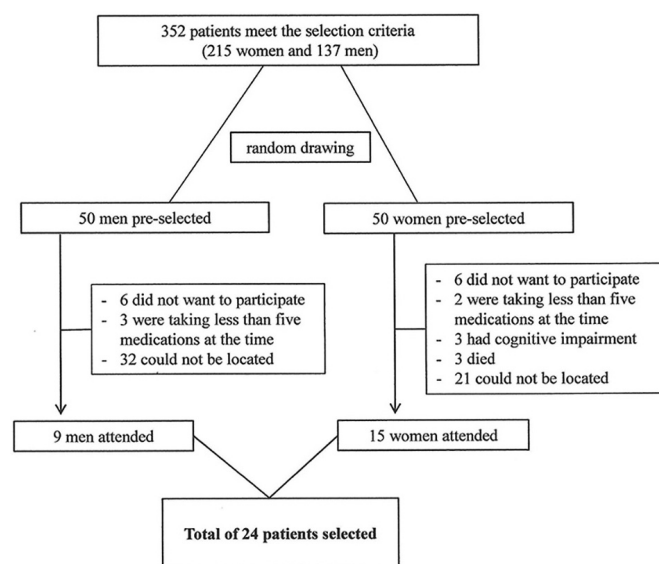 352 patients meet the selection criteria
(215 women and 137 men)
random drawing
50 men pre-selected
50 women pre-selected
- 6 did not want to participate
- 3 were taking less than five
medications at the time
- 32 could not be located
- 6 did not want to participate
- 2 were taking less than five
medications at the time
- 3 had cognitive impairment
- 3 died
- 21 could not be located
9 men attended
15 women attended
Total of 24 patients selected